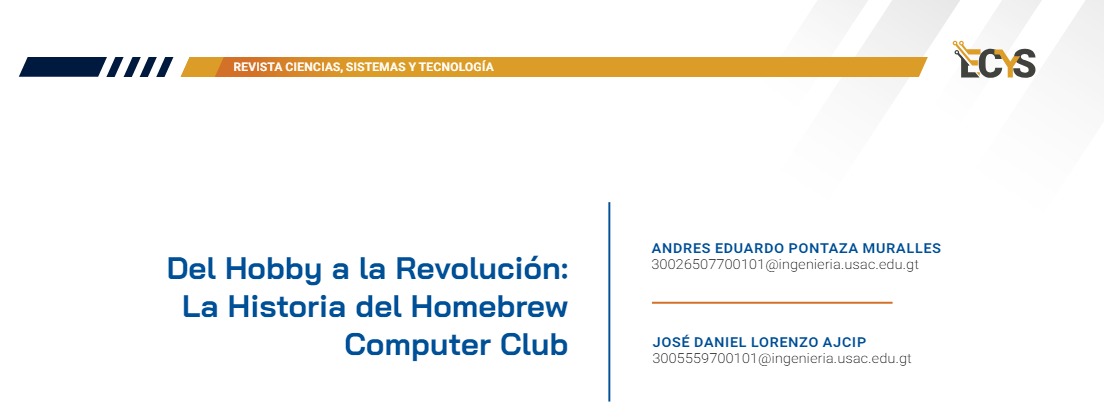 REVISTA CIENCIAS, SISTEMAS Y TECNOLOGÍA
ECYS
Del Hobby a la Revolución:
La Historia del Homebrew
Computer Club
ANDRES EDUARDO PONTAZA MURALLES
30026507700101@ingenieria.usac.edu.gt
JOSÉ DANIEL LORENZO AJCIP
3005559700101@ingenieria.usac.edu.gt